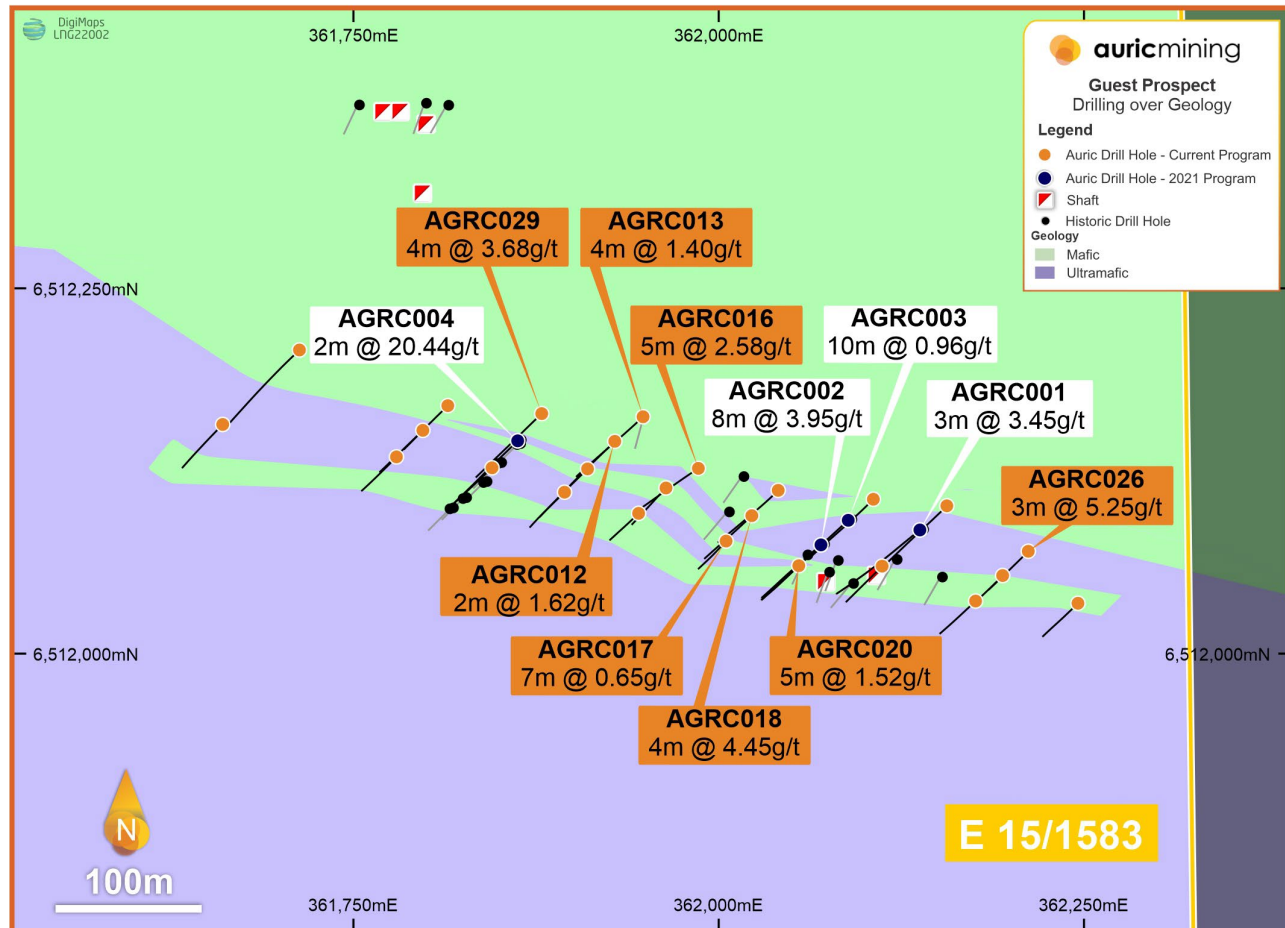 DigiMaps
LNG22002
361,750mE
362,000mE
auricmining
Guest Prospect
Drilling over Geology
Legend
Auric Drill Hole - Current Program
Auric Drill Hole - 2021 Program
Shaft
Historic Drill Hole
Geology
Mafic
Ultramafic
AGRC029
4m @ 3.68g/t
AGRC013
4m @ 1.40g/t
6,512,250mN
AGRC004
2m @ 20.44g/t
AGRC016
5m @ 2.58g/t
AGRC003
10m @ 0.96g/t
AGRC002
8m @ 3.95g/t
AGRC001
3m @ 3.45g/t
AGRC026
3m @ 5.25g/t
AGRC012
2m @ 1.62g/t
AGRC017
7m @ 0.65g/t
AGRC020
5m @ 1.52g/t
6,512,000mN
6,512,000mN
AGRC018
4m @ 4.45g/t
N
100m
E 15/1583
361,750mE
362,000mE
362,250mE